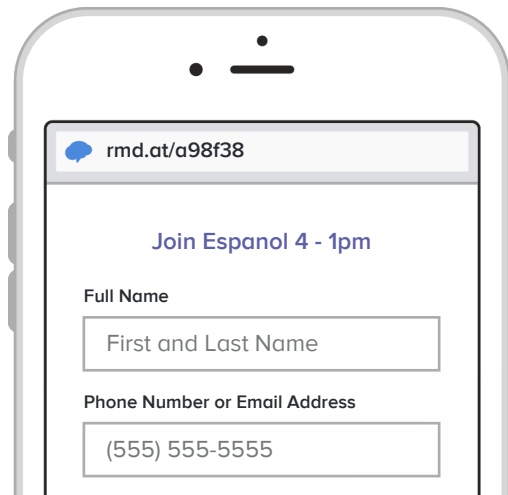 rmd.at/a98f38
Join Espanol 4 - 1pm
Full Name
First and Last Name
Phone Number or Email Address
(555) 555-5555